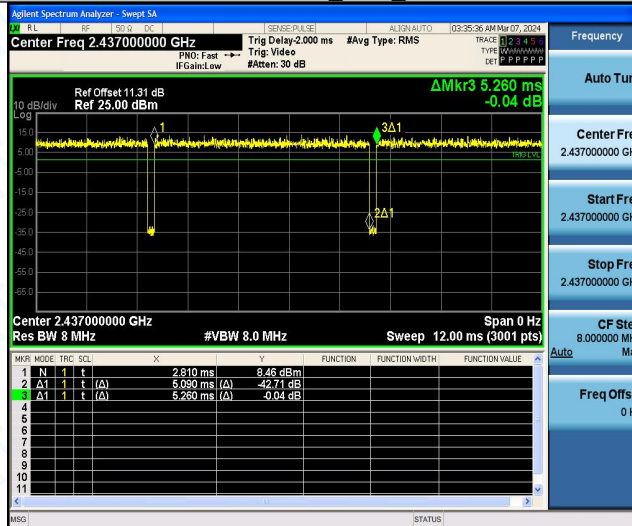 Agilent Spectrum Analyzer - Swept SA
RL RF 50 Ω DC SENSE:PULSE ALIGN AUTO 03:35:36 AM Mar 07, 2024
Center Freq 2.437000000 GHz
PNO: Fast
IFGain:Low
Trig Delay-2.000 ms
Trig: Video
#Atten: 30 dB
#Avg Type: RMS
TRACE 1 2 3 4 5 6
TYPE
DET P P P P P P
ΔMkr3 5.260 ms
-0.04 dB
Ref Offset 11.31 dB
10 dB/div Ref 25.00 dBm
Log
15.0
5.00
-5.00
-15.0
-25.0
-35.0
-45.0
-55.0
-65.0
1
3Δ1
2Δ1
TRIG LVL
Center 2.437000000 GHz Span 0 Hz
Res BW 8 MHz #VBW 8.0 MHz Sweep 12.00 ms (3001 pts)
MKR MODE TRC SCL X Y FUNCTION FUNCTION WIDTH FUNCTION VALUE
1 N 1 t 2.810 ms 8.46 dBm
2 Δ1 1 t (Δ) 5.090 ms (Δ) -42.71 dB
3 Δ1 1 t (Δ) 5.260 ms (Δ) -0.04 dB
4
5
6
7
8
9
10
11
MSG STATUS
Frequency
Auto Tun
Center Fre
2.437000000 GH
Start Fre
2.437000000 GH
Stop Fre
2.437000000 GH
CF Ste
8.000000 MH
Auto Ma
Freq Offs
0 H